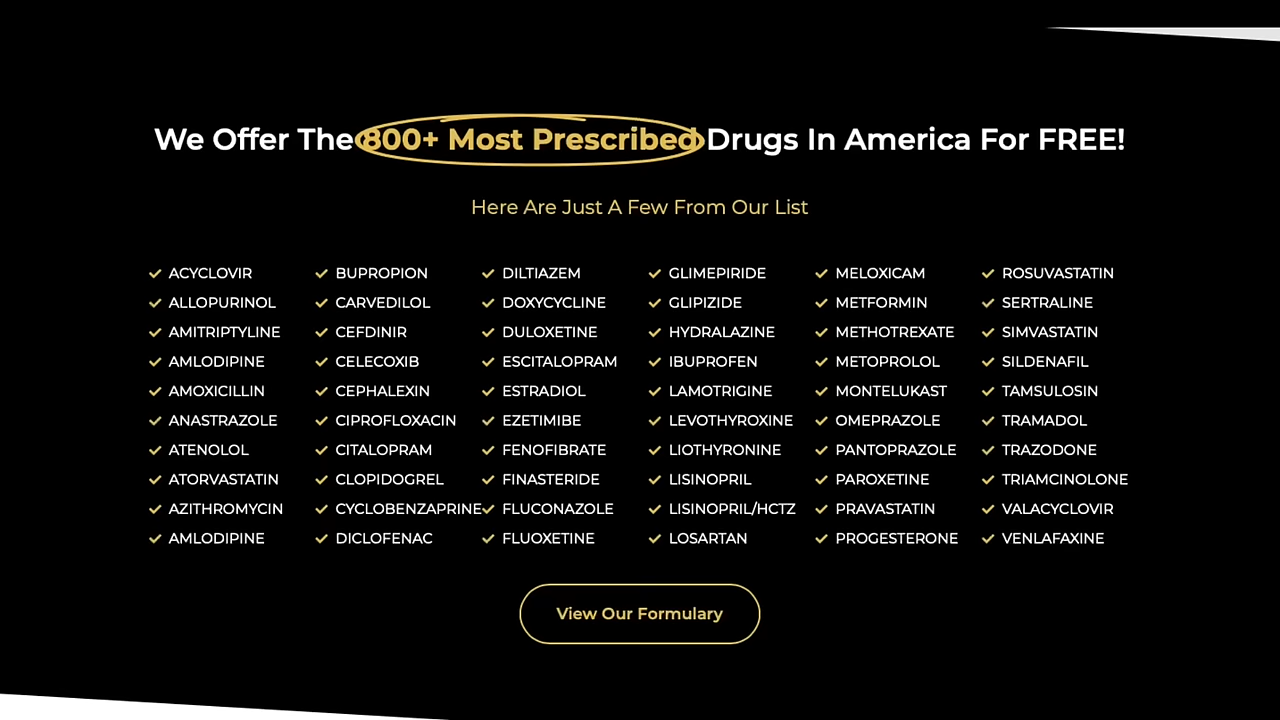 We Offer The 800+ Most Prescribed Drugs In America For FREE!
Here Are Just A Few From Our List
ACYCLOVIR
ALLOPURINOL
AMITRIPTYLINE
AMLODIPINE
AMOXICILLIN
ANASTRAZOLE
ATENOLOL
ATORVASTATIN
AZITHROMYCIN
AMLODIPINE
BUPROPION
CARVEDILOL
CEFDINIR
CELECOXIB
CEPHALEXIN
CIPROFLOXACIN
CITALOPRAM
CLOPIDOGREL
CYCLOBENZAPRINE
DICLOFENAC
DILTIAZEM
DOXYCYCLINE
DULOXETINE
ESCITALOPRAM
ESTRADIOL
EZETIMIBE
FENOFIBRATE
FINASTERIDE
FLUCONAZOLE
FLUOXETINE
GLIMEPIRIDE
GLIPIZIDE
HYDRALAZINE
IBUPROFEN
LAMOTRIGINE
LEVOTHYROXINE
LIOTHYRONINE
LISINOPRIL
LISINOPRIL/HCTZ
LOSARTAN
MELOXICAM
METFORMIN
METHOTREXATE
METOPROLOL
MONTELUKAST
OMEPRAZOLE
PANTOPRAZOLE
PAROXETINE
PRAVASTATIN
PROGESTERONE
ROSUVASTATIN
SERTRALINE
SIMVASTATIN
SILDENAFIL
TAMSULOSIN
TRAMADOL
TRAZODONE
TRIAMCINOLONE
VALACYCLOVIR
VENLAFAXINE
View Our Formulary